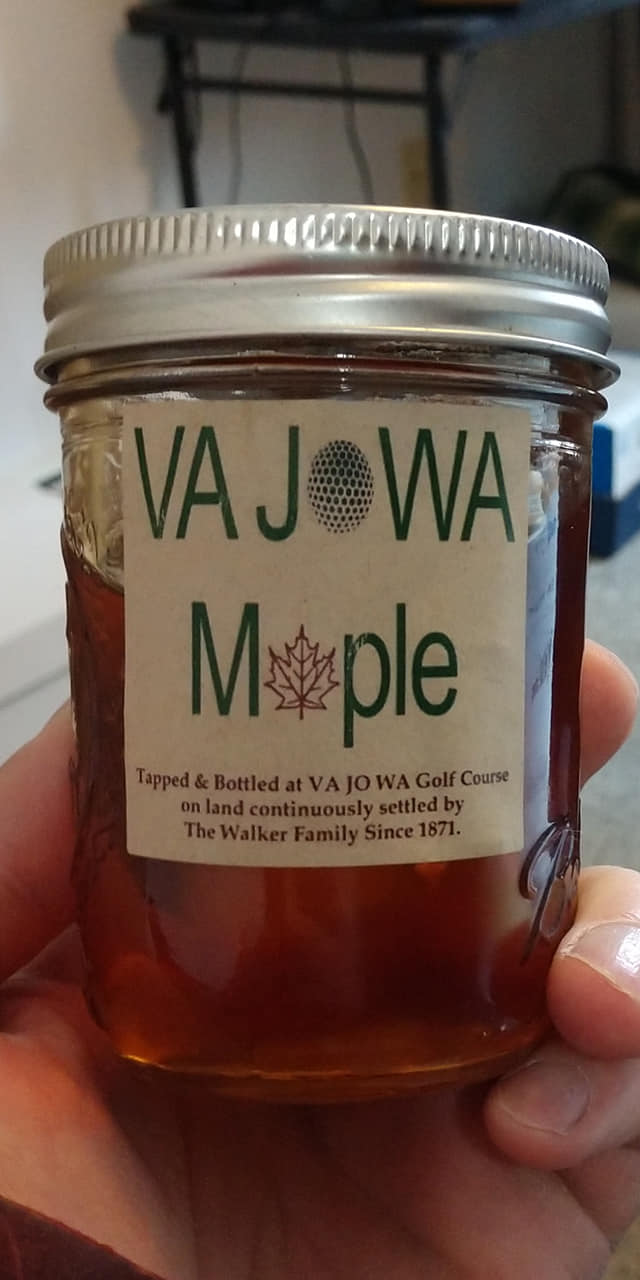 VA JOWA
Maple
Tapped & Bottled at VA JO WA Golf Course
on land continuously settled by
The Walker Family Since 1871.